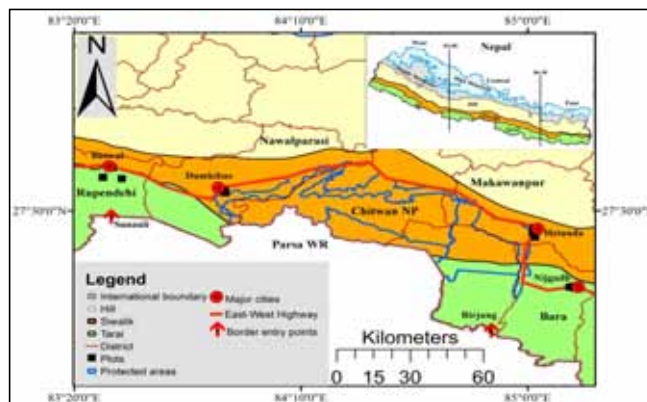 83°20'0"E 84°10'0"E 85°0'0"E
N
Nepal
Nawalparasi
Butwal
Dumkibas
Makawanpur
Rupendehi
Chitwan NP
27°30'0"N
27°30'0"N
Sunauli
Parsa WR
Hetauda
Nijgadh
Birjung
Bara
Legend
International boundary
Hill
Siwalik
Tarai
District
Plots
Protected areas
Major cities
East-West Highway
Border entry points
Kilometers
0 15 30 60
83°20'0"E 84°10'0"E 85°0'0"E